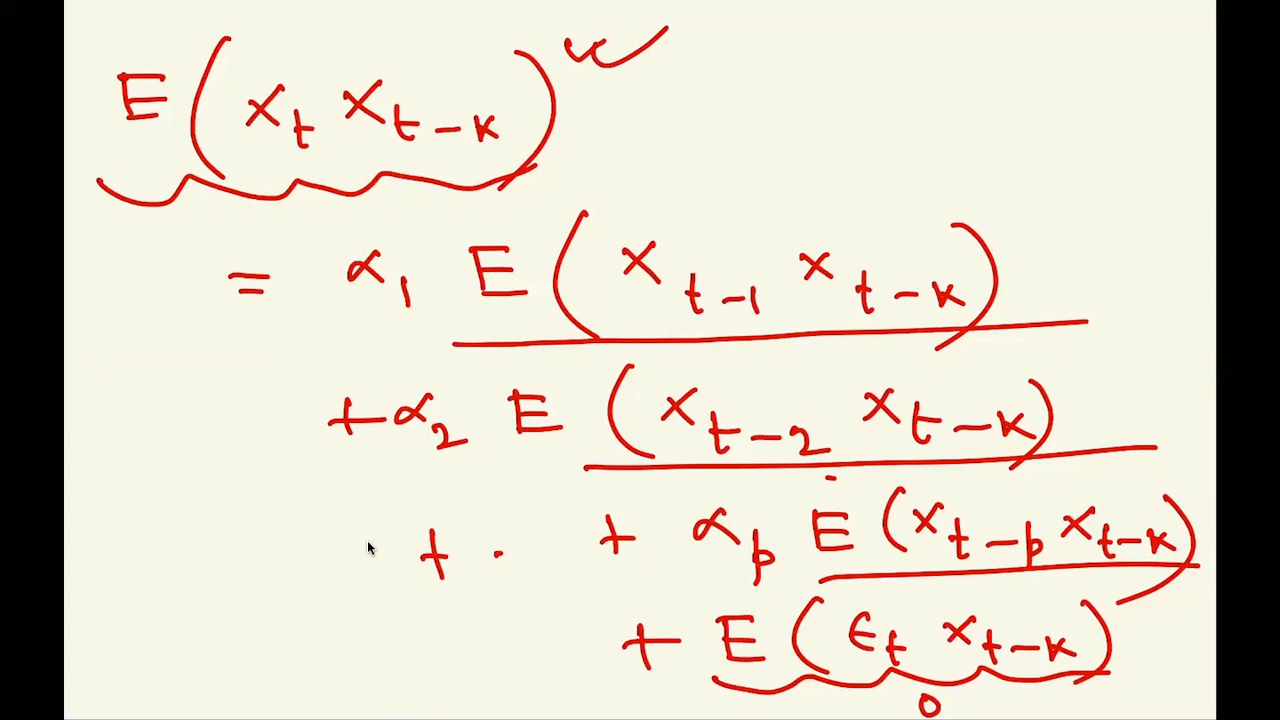 E(X_t X_{t-k})
= α_1 E(X_{t-1} X_{t-k})
+α_2 E(X_{t-2} X_{t-k})
+ · + α_p E(X_{t-p} X_{t-k})
+ E(ϵ_t X_{t-k})
0